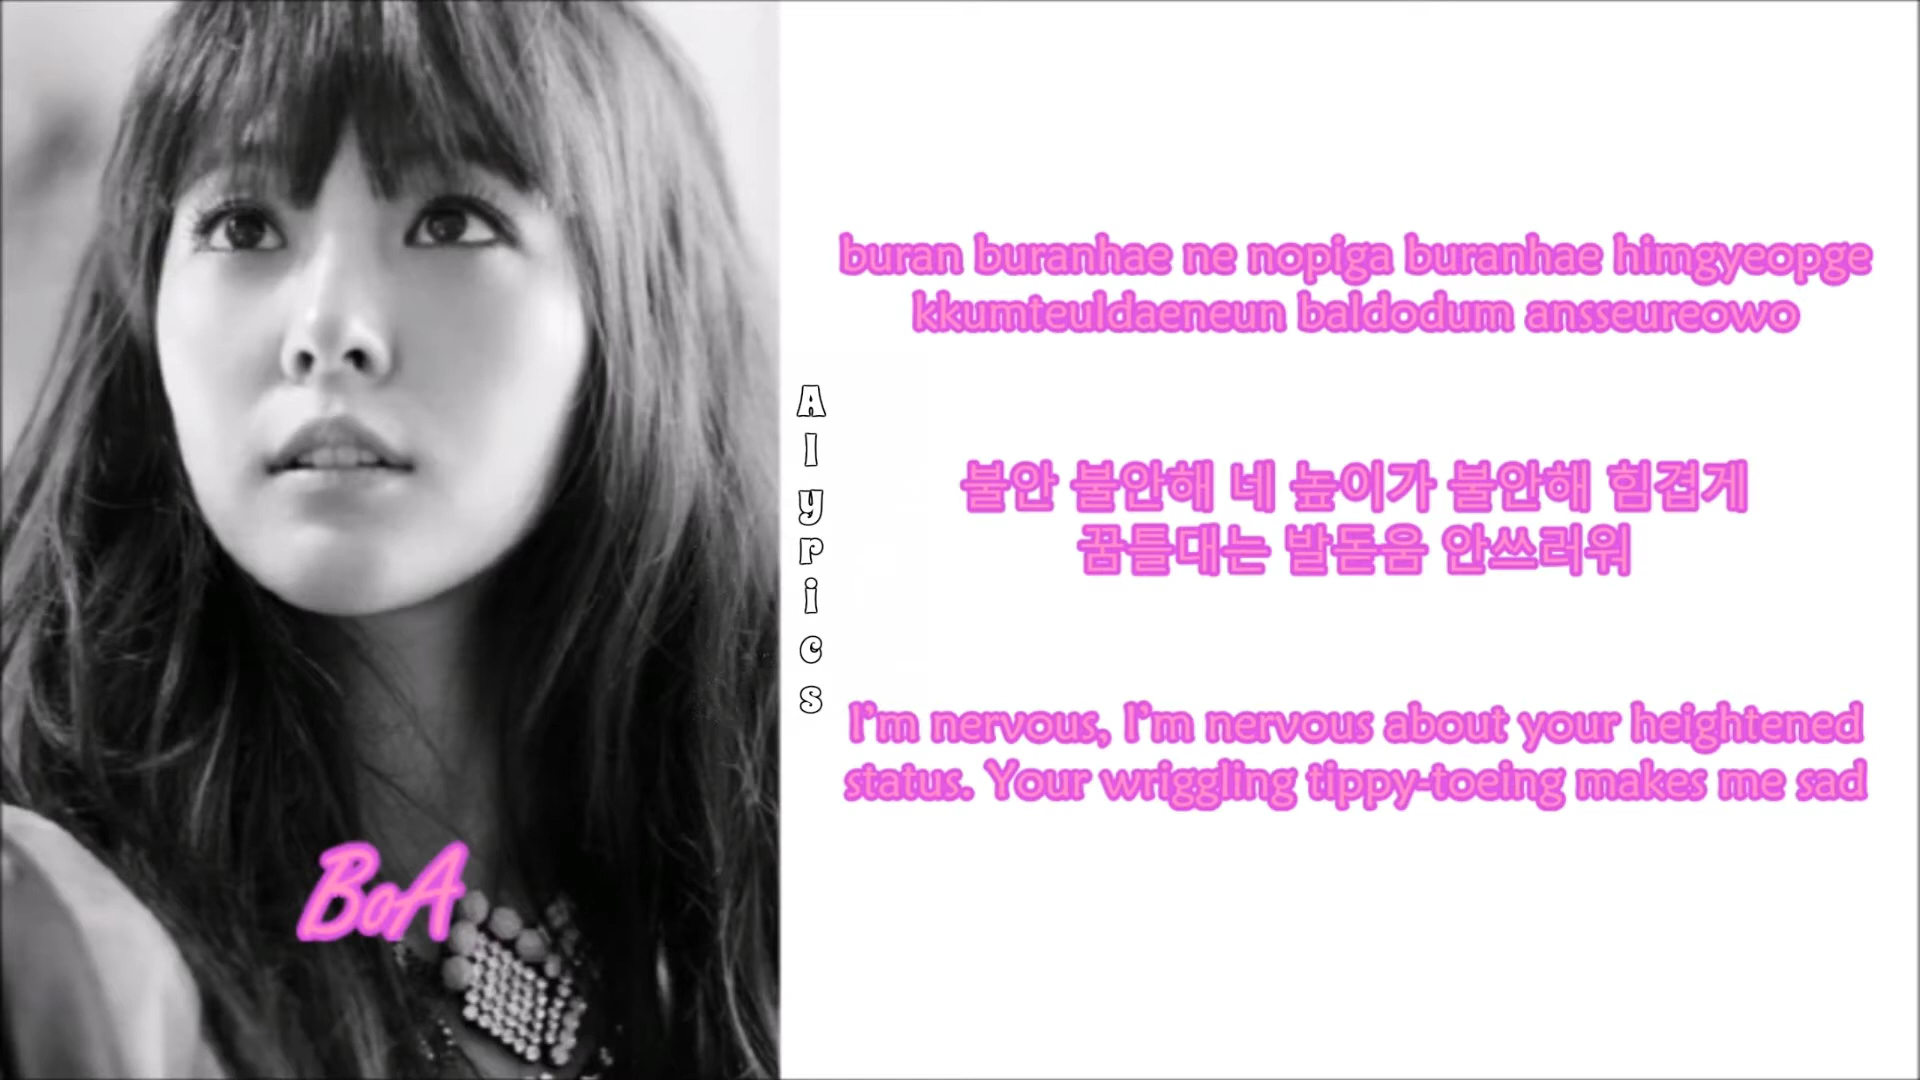 buran buranhae ne nopiga buranhae himgyeopge
kkumteuldaeneun baldodum ansseureowo
Alypics
불안 불안해 네 높이가 불안해 힘겹게
꿈틀대는 발돋움 안쓰러워
I'm nervous, I'm nervous about your heightened
status. Your wriggling tippy-toeing makes me sad
BoA